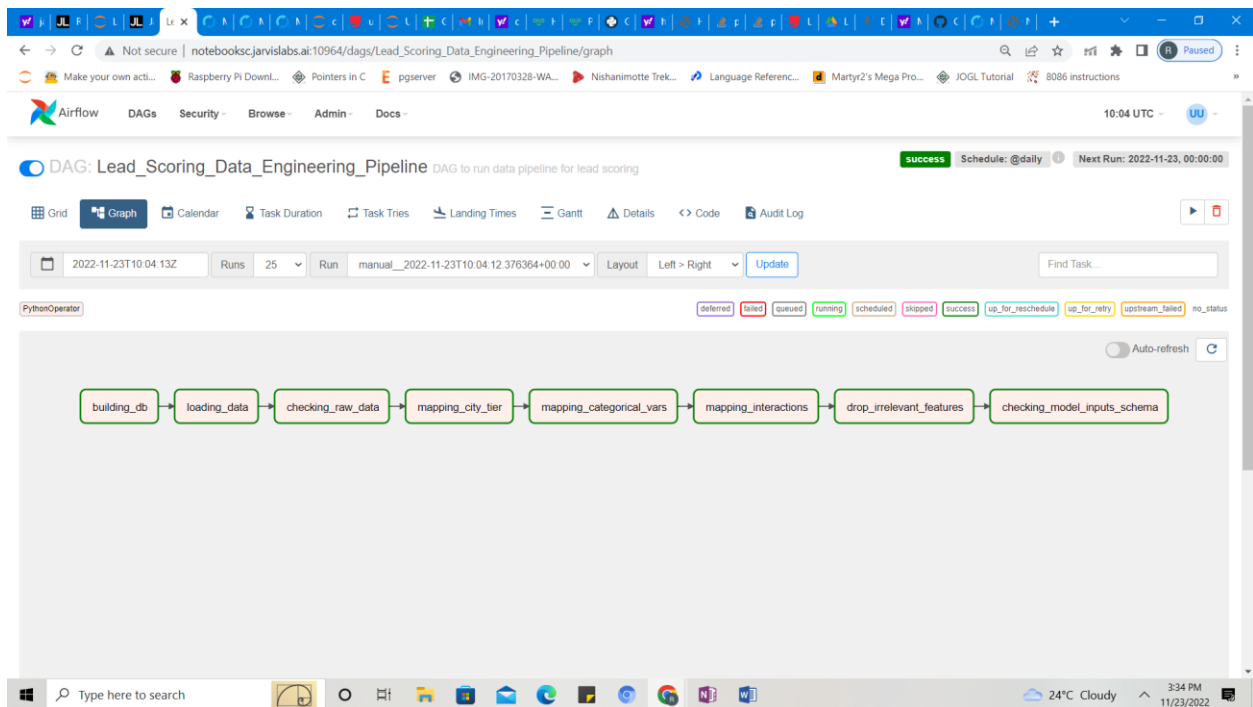 Not secure | notebooksc.jarvislabs.ai:10964/dags/Lead_Scoring_Data_Engineering_Pipeline/graph R Paused
Make your own acti... Raspberry Pi Downl... Pointers in C pgserver IMG-20170328-WA... Nishanimotte Trek... Language Referenc... Martyr2's Mega Pro... JOGL Tutorial 8086 instructions »
Airflow DAGs Security Browse Admin Docs 10:04 UTC UU
DAG: Lead_Scoring_Data_Engineering_Pipeline DAG to run data pipeline for lead scoring success Schedule: @daily Next Run: 2022-11-23, 00:00:00
Grid Graph Calendar Task Duration Task Tries Landing Times Gantt Details <> Code Audit Log
2022-11-23T10:04:13Z Runs 25 Run manual__2022-11-23T10:04:12.376364+00:00 Layout Left > Right Update Find Task...
PythonOperator deferred failed queued running scheduled skipped success up_for_reschedule up_for_retry upstream_failed no_status
Auto-refresh
building_db loading_data checking_raw_data mapping_city_tier mapping_categorical_vars mapping_interactions drop_irrelevant_features checking_model_inputs_schema
Type here to search 24°C Cloudy 3:34 PM
11/23/2022